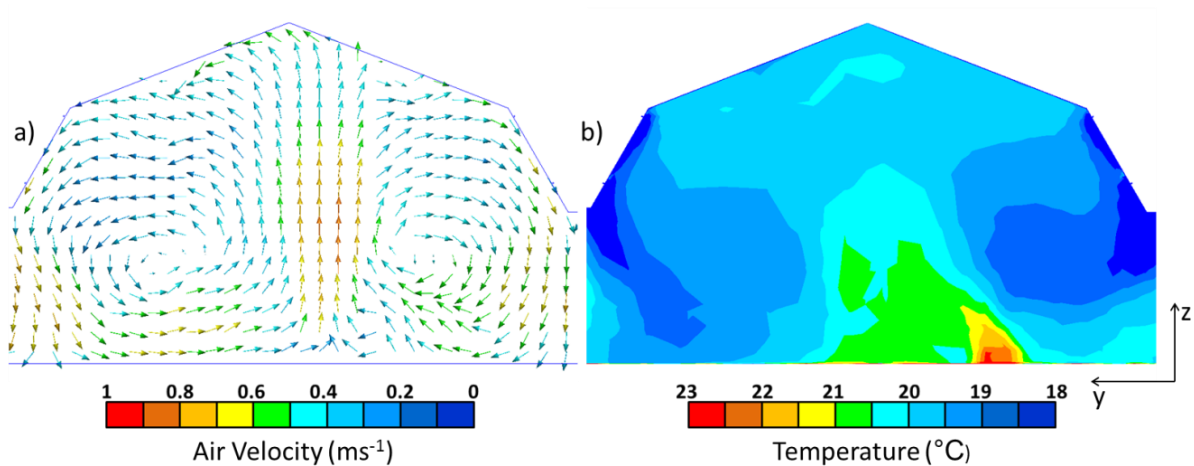 a)
b)
z
y
1 0.8 0.6 0.4 0.2 0
23 22 21 20 19 18
Air Velocity (ms⁻¹)
Temperature (°C)